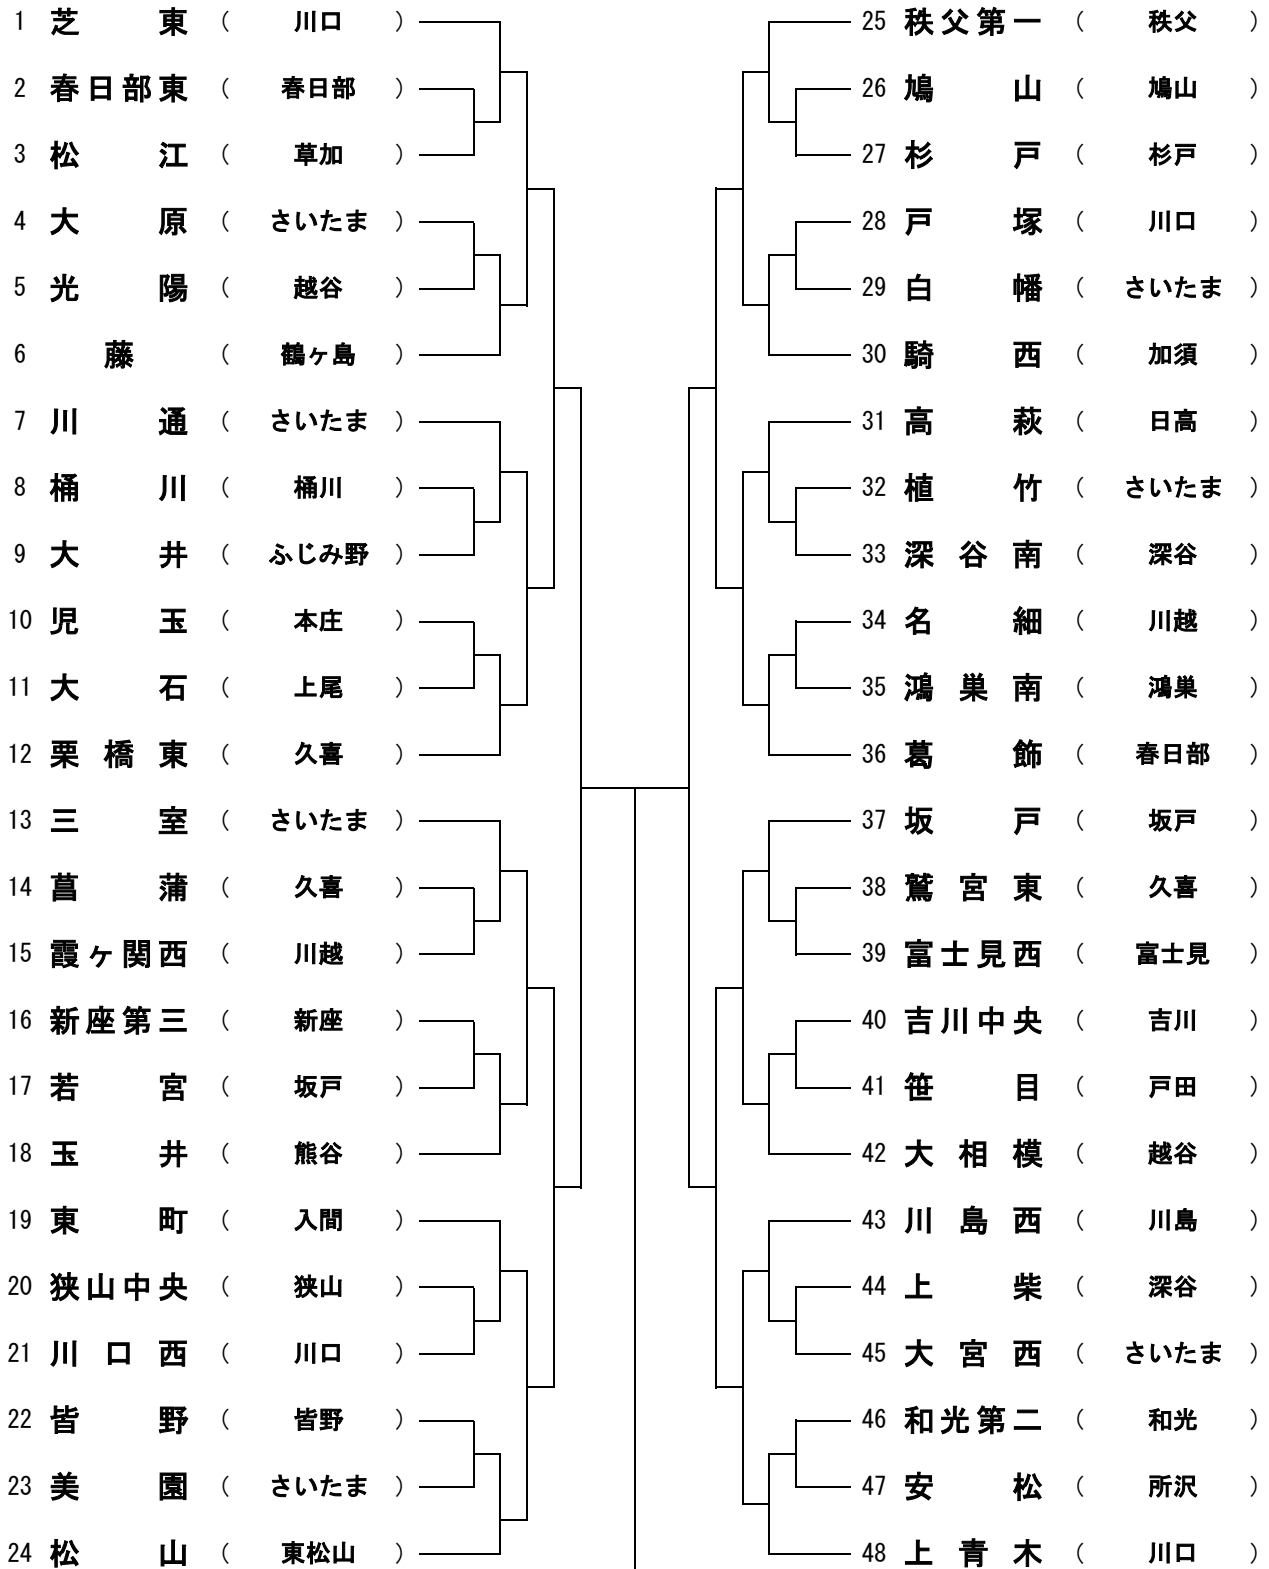 1 芝東 ( 川口 )
2 春日部東 ( 春日部 )
3 松江 ( 草加 )
4 大原 ( さいたま )
5 光陽 ( 越谷 )
6 藤 ( 鶴ヶ島 )
7 川通 ( さいたま )
8 桶川 ( 桶川 )
9 大井 ( ふじみ野 )
10 児玉 ( 本庄 )
11 大石 ( 上尾 )
12 栗橋東 ( 久喜 )
13 三室 ( さいたま )
14 菖蒲 ( 久喜 )
15 霞ヶ関西 ( 川越 )
16 新座第三 ( 新座 )
17 若宮 ( 坂戸 )
18 玉井 ( 熊谷 )
19 東町 ( 入間 )
20 狭山中央 ( 狭山 )
21 川口西 ( 川口 )
22 皆野 ( 皆野 )
23 美園 ( さいたま )
24 松山 ( 東松山 )
25 秩父第一 ( 秩父 )
26 鳩山 ( 鳩山 )
27 杉戸 ( 杉戸 )
28 戸塚 ( 川口 )
29 白幡 ( さいたま )
30 騎西 ( 加須 )
31 高萩 ( 日高 )
32 植竹 ( さいたま )
33 深谷南 ( 深谷 )
34 名細 ( 川越 )
35 鴻巣南 ( 鴻巣 )
36 葛飾 ( 春日部 )
37 坂戸 ( 坂戸 )
38 鷲宮東 ( 久喜 )
39 富士見西 ( 富士見 )
40 吉川中央 ( 吉川 )
41 笹目 ( 戸田 )
42 大相模 ( 越谷 )
43 川島西 ( 川島 )
44 上柴 ( 深谷 )
45 大宮西 ( さいたま )
46 和光第二 ( 和光 )
47 安松 ( 所沢 )
48 上青木 ( 川口 )